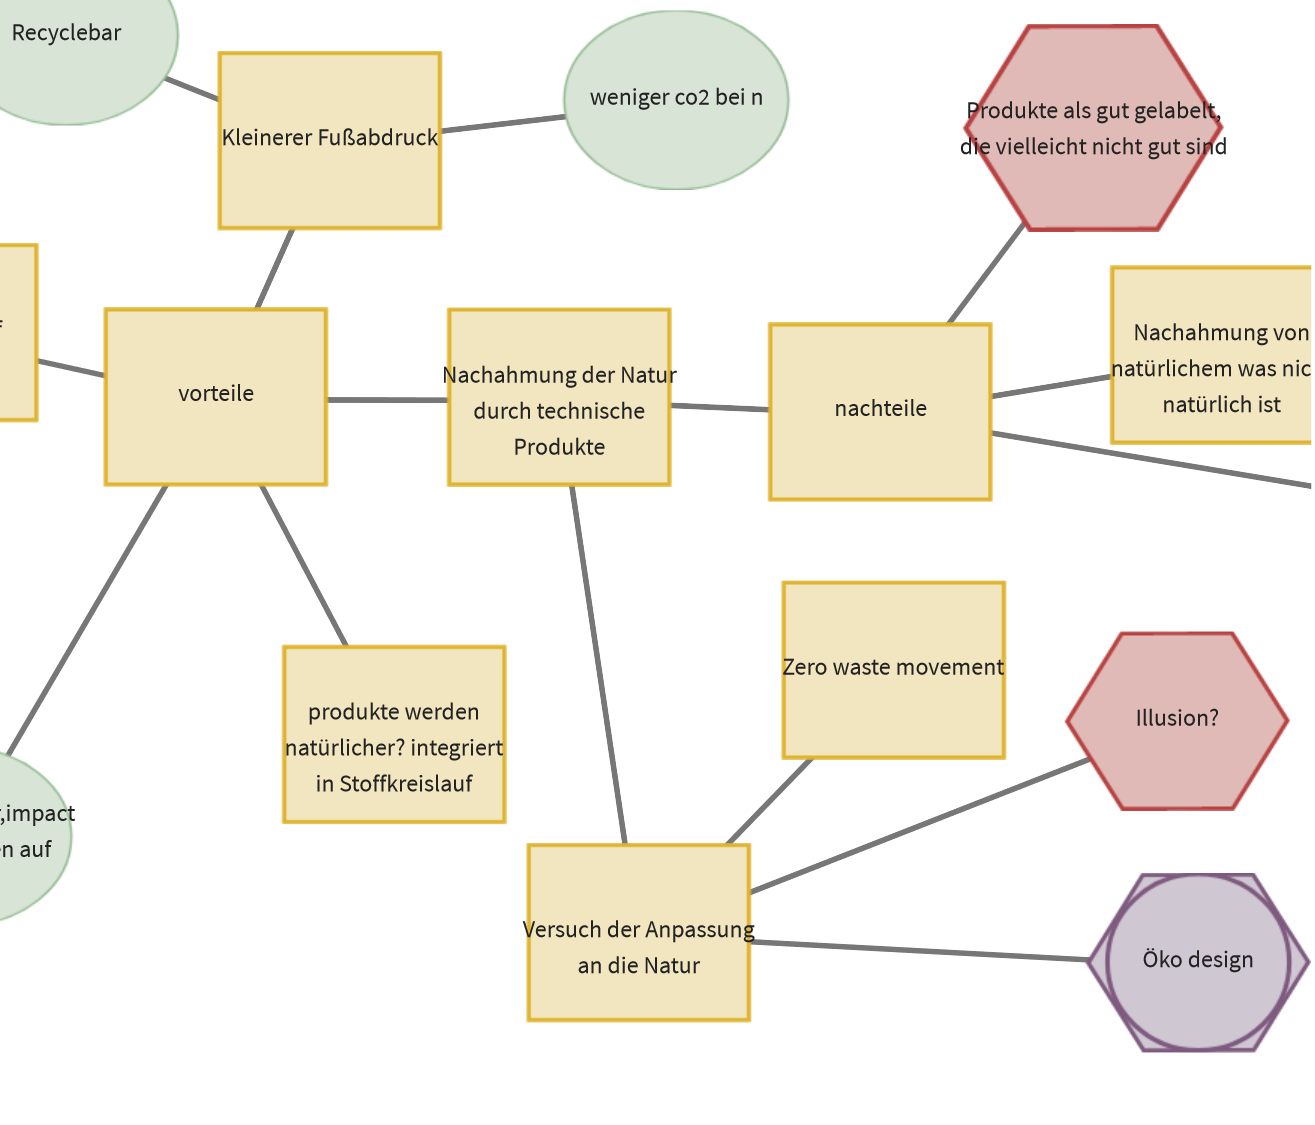 Recyclebar
Kleinerer Fußabdruck
weniger co2 bei n
Produkte als gut gelabelt,
die vielleicht nicht gut sind
vorteile
Nachahmung der Natur
durch technische
Produkte
nachteile
Nachahmung von
natürlichem was nic
natürlich ist
produkte werden
natürlicher? integriert
in Stoffkreislauf
Zero waste movement
Illusion?
,impact
en auf
Versuch der Anpassung
an die Natur
Öko design